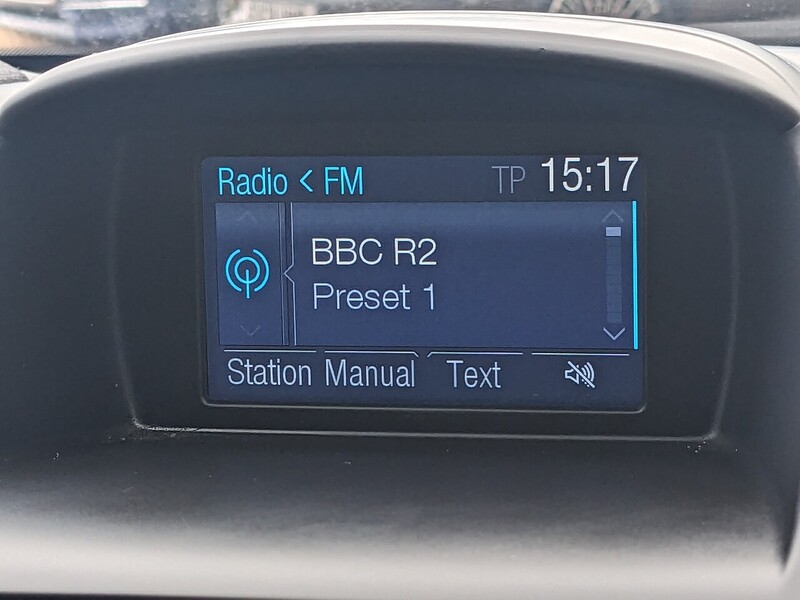 Radio < FM TP 15:17
BBC R2
Preset 1
Station Manual Text